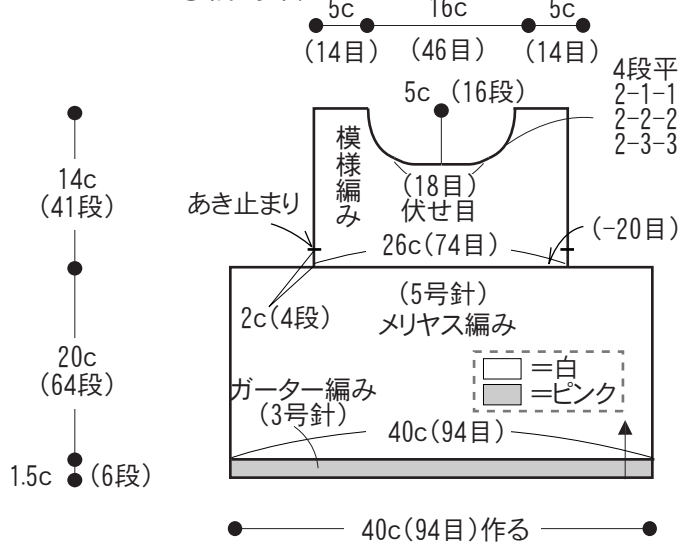 5c 16c 5c
(14目) (46目) (14目)
4段平
2-1-1
2-2-2
2-3-3
5c (16段)
模様編み
14c
(41段)
(18目)
伏せ目
あき止まり
(-20目)
26c(74目)
2c(4段)
(5号針)
メリヤス編み
=白
=ピンク
20c
(64段)
ガーター編み
(3号針)
40c(94目)
1.5c (6段)
40c(94目)作る